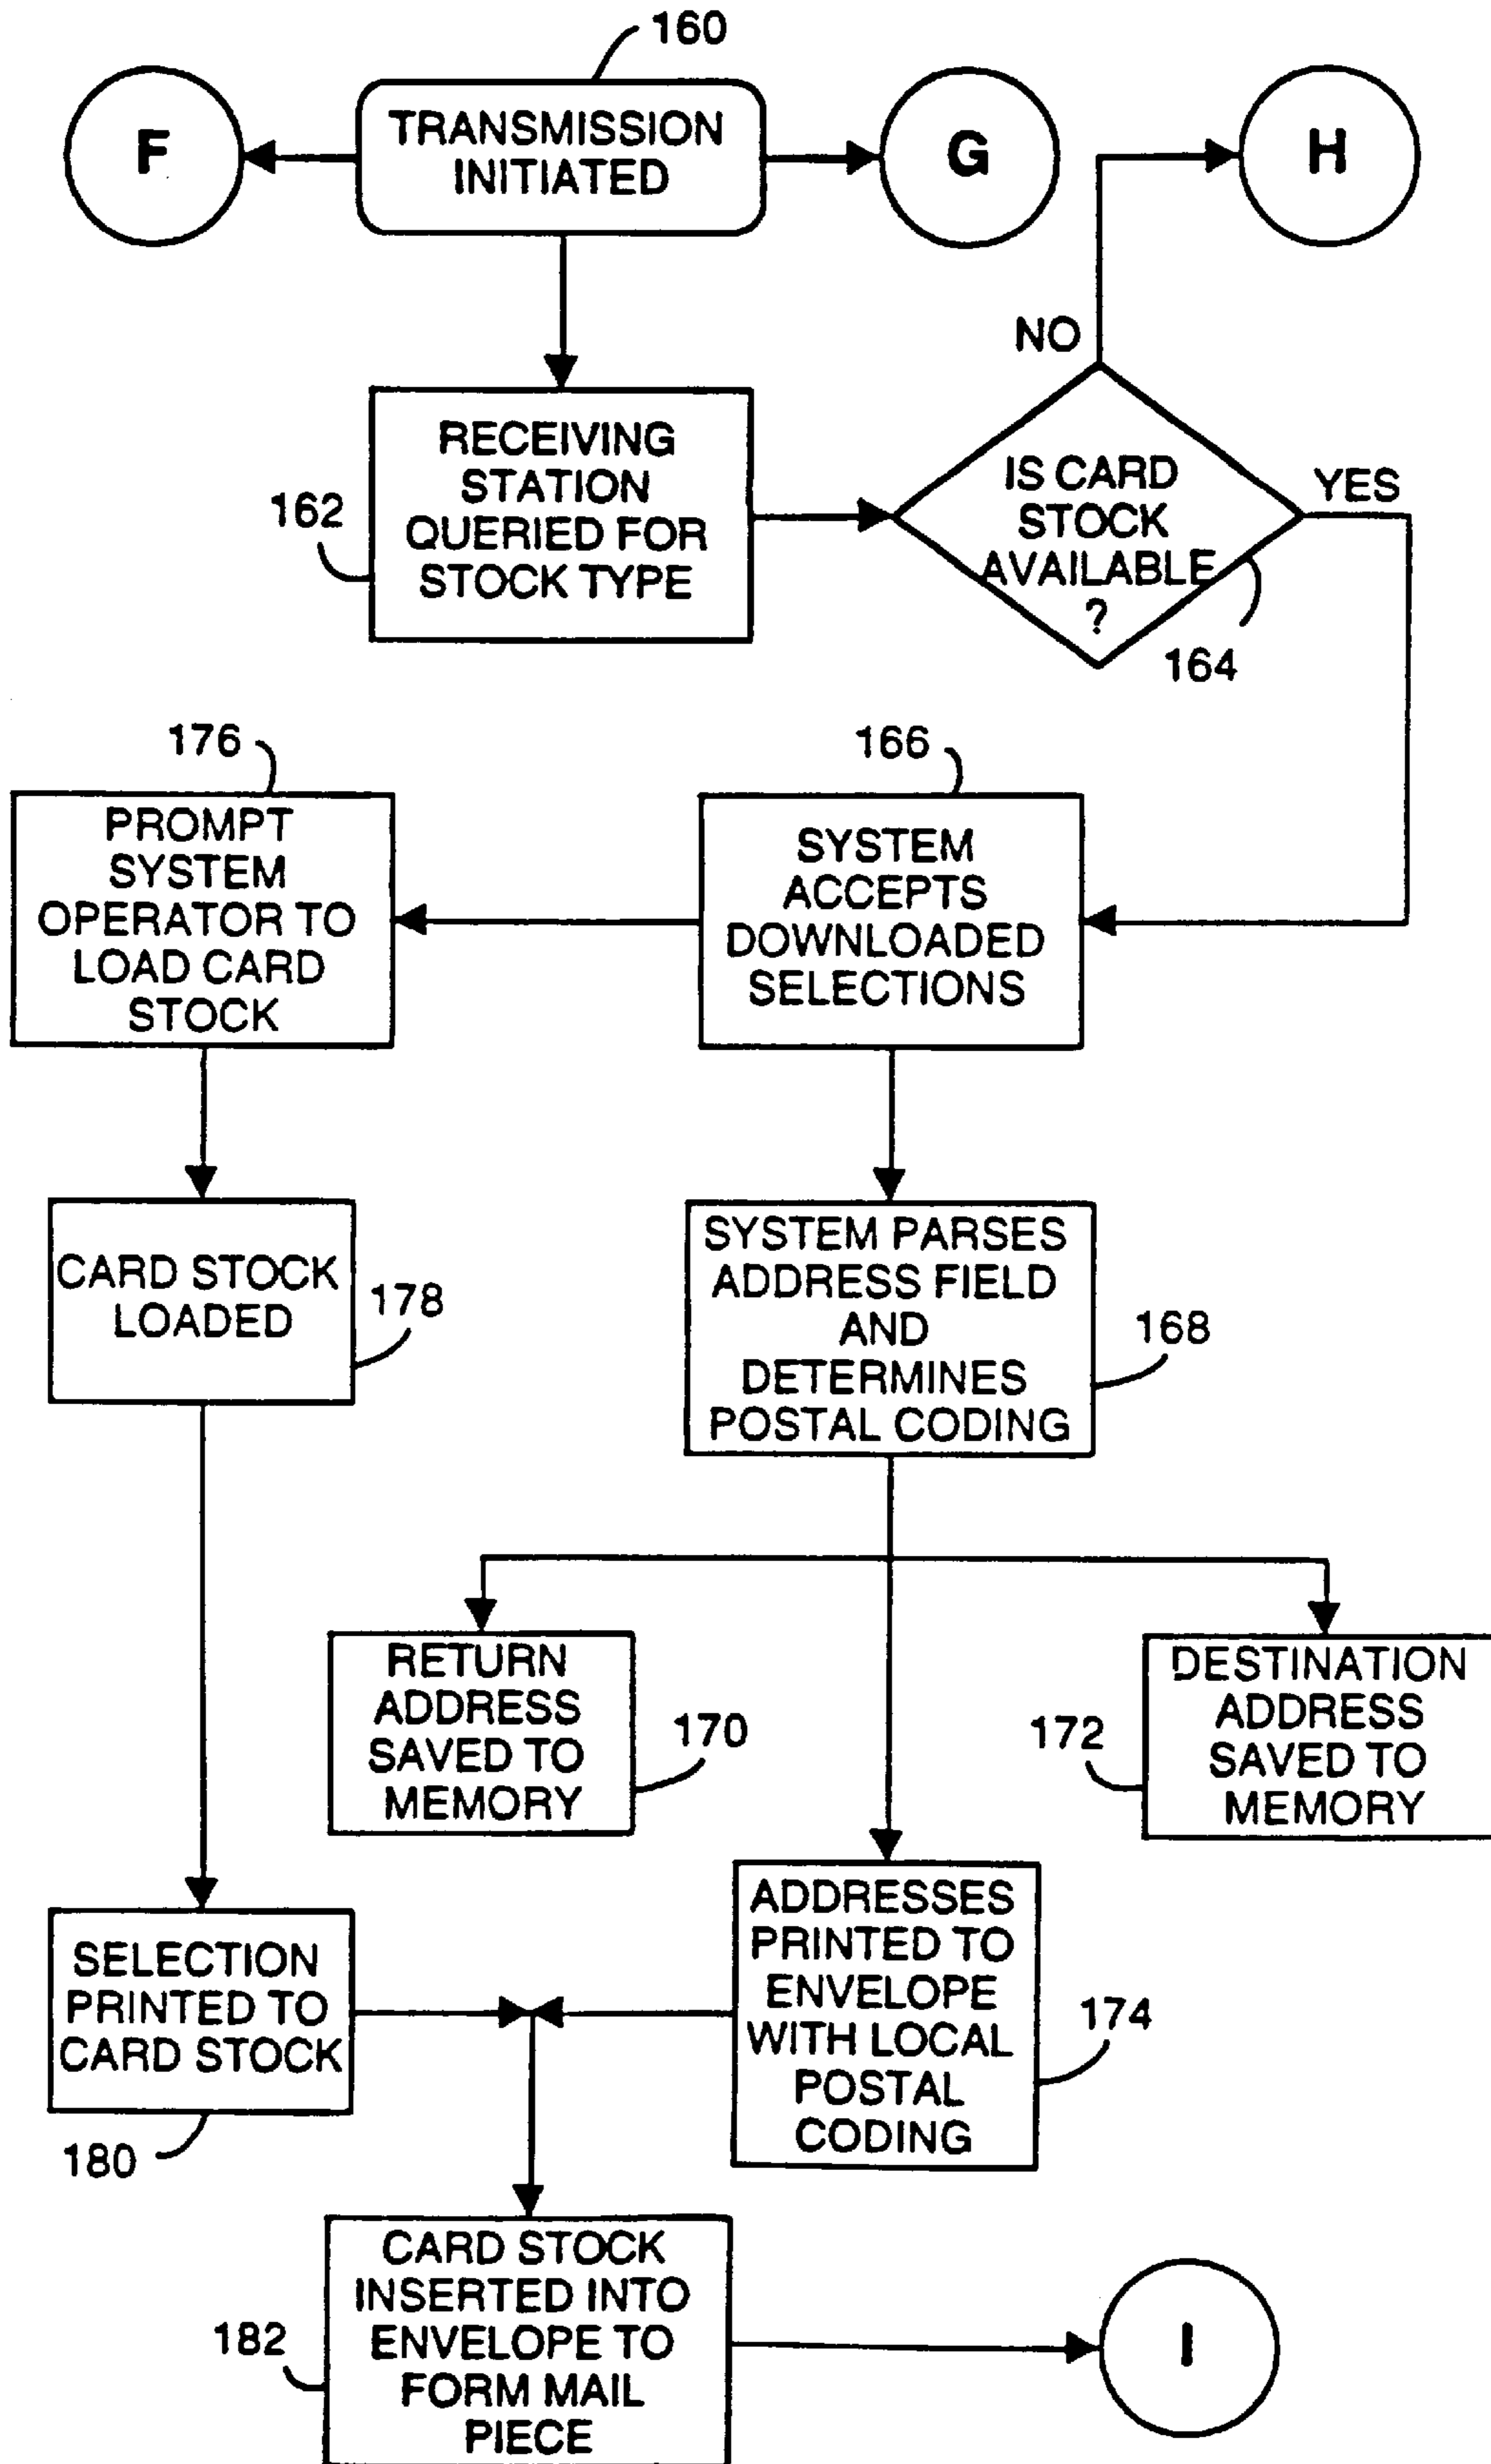 160
F
TRANSMISSION
INITIATED
G
H
NO
RECEIVING
STATION
QUERIED FOR
STOCK TYPE
162
IS CARD
STOCK
AVAILABLE
?
YES
164
176
166
PROMPT
SYSTEM
OPERATOR TO
LOAD CARD
STOCK
SYSTEM
ACCEPTS
DOWNLOADED
SELECTIONS
CARD STOCK
LOADED
178
SYSTEM PARSES
ADDRESS FIELD
AND
DETERMINES
POSTAL CODING
168
RETURN
ADDRESS
SAVED TO
MEMORY
170
172
DESTINATION
ADDRESS
SAVED TO
MEMORY
SELECTION
PRINTED TO
CARD STOCK
180
ADDRESSES
PRINTED TO
ENVELOPE
WITH LOCAL
POSTAL
CODING
174
182
CARD STOCK
INSERTED INTO
ENVELOPE TO
FORM MAIL
PIECE
I